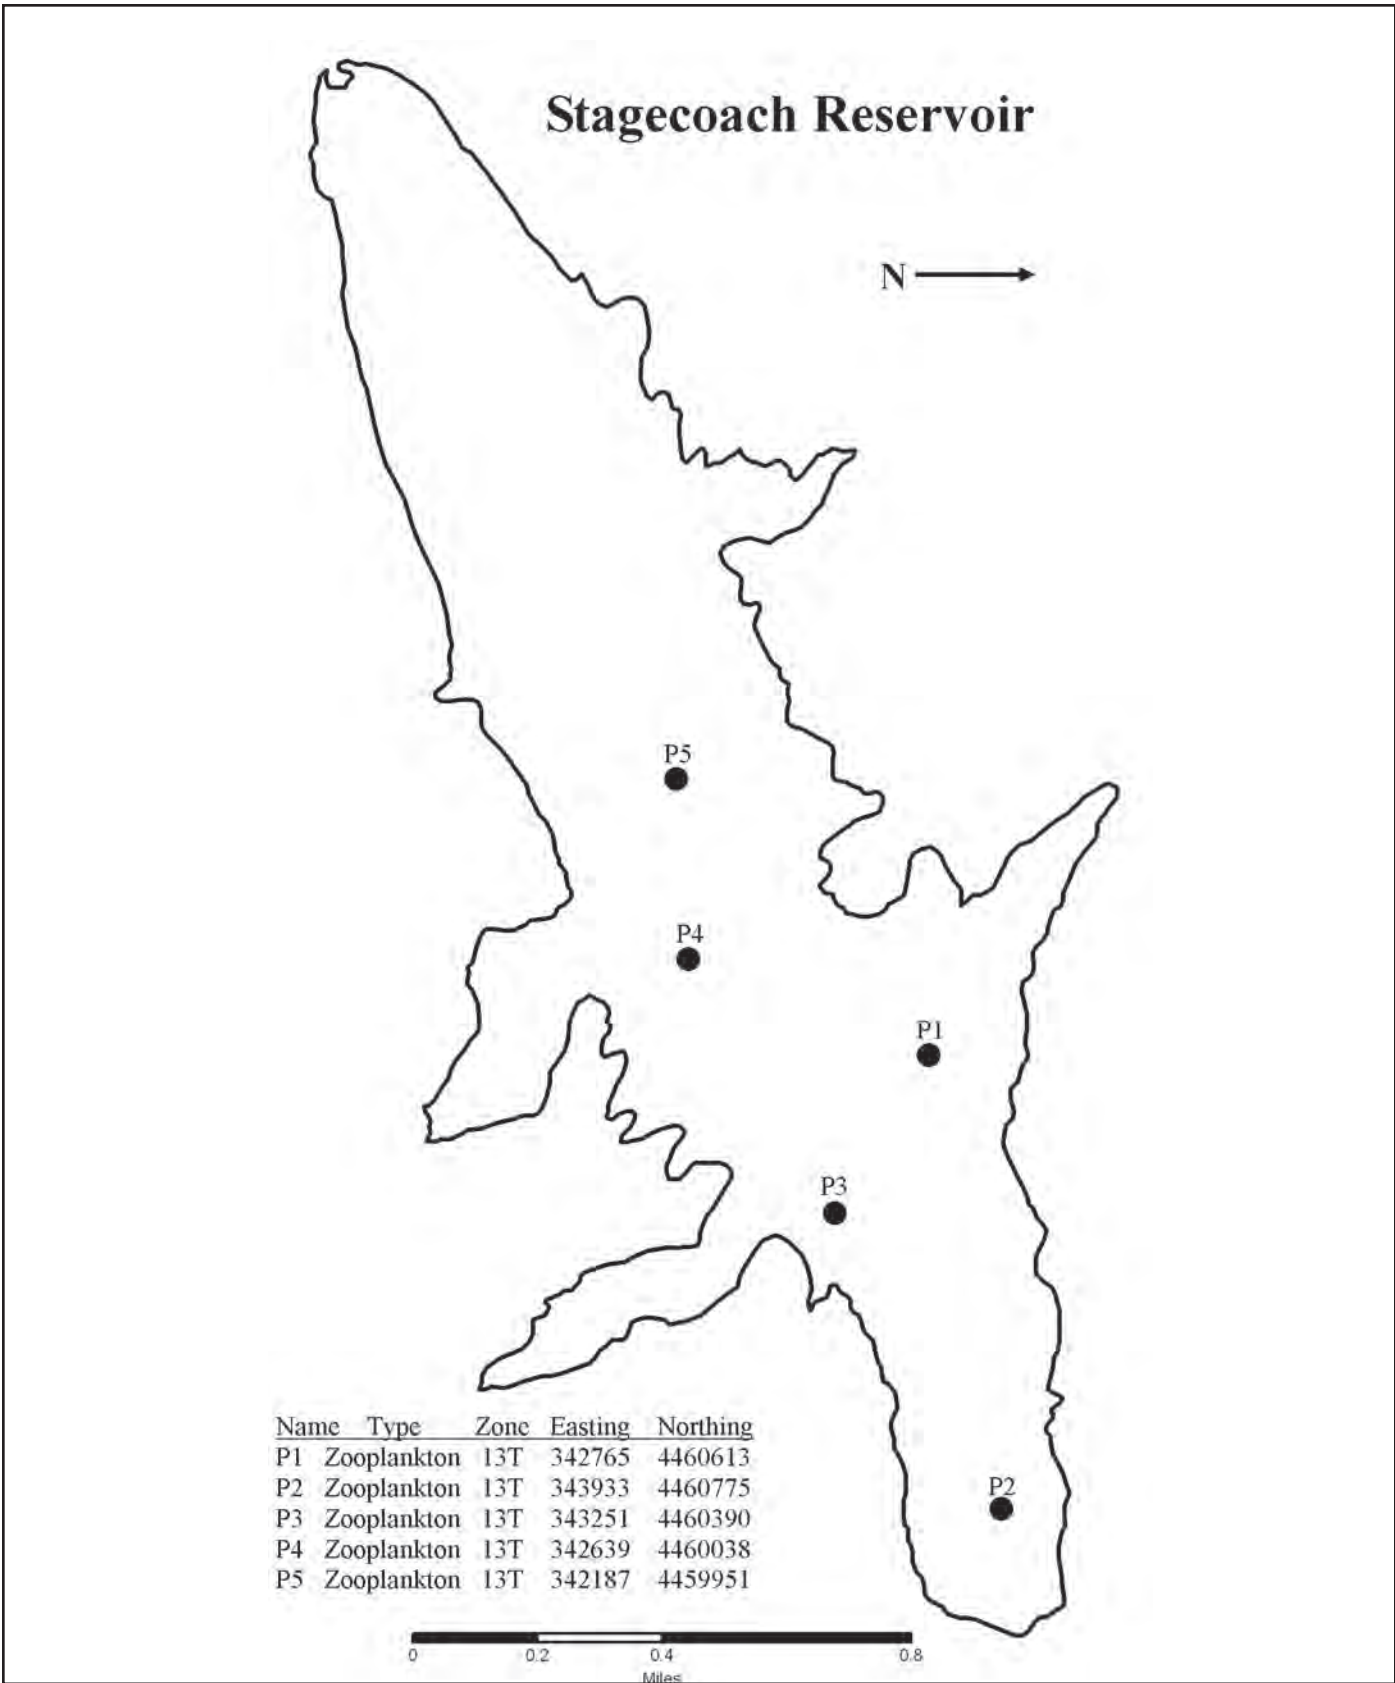 Stagecoach Reservoir
N
P5
P4
P1
P3
P2
Name Type Zone Easting Northing
P1 Zooplankton 13T 342765 4460613
P2 Zooplankton 13T 343933 4460775
P3 Zooplankton 13T 343251 4460390
P4 Zooplankton 13T 342639 4460038
P5 Zooplankton 13T 342187 4459951
0 0.2 0.4 0.8
Miles